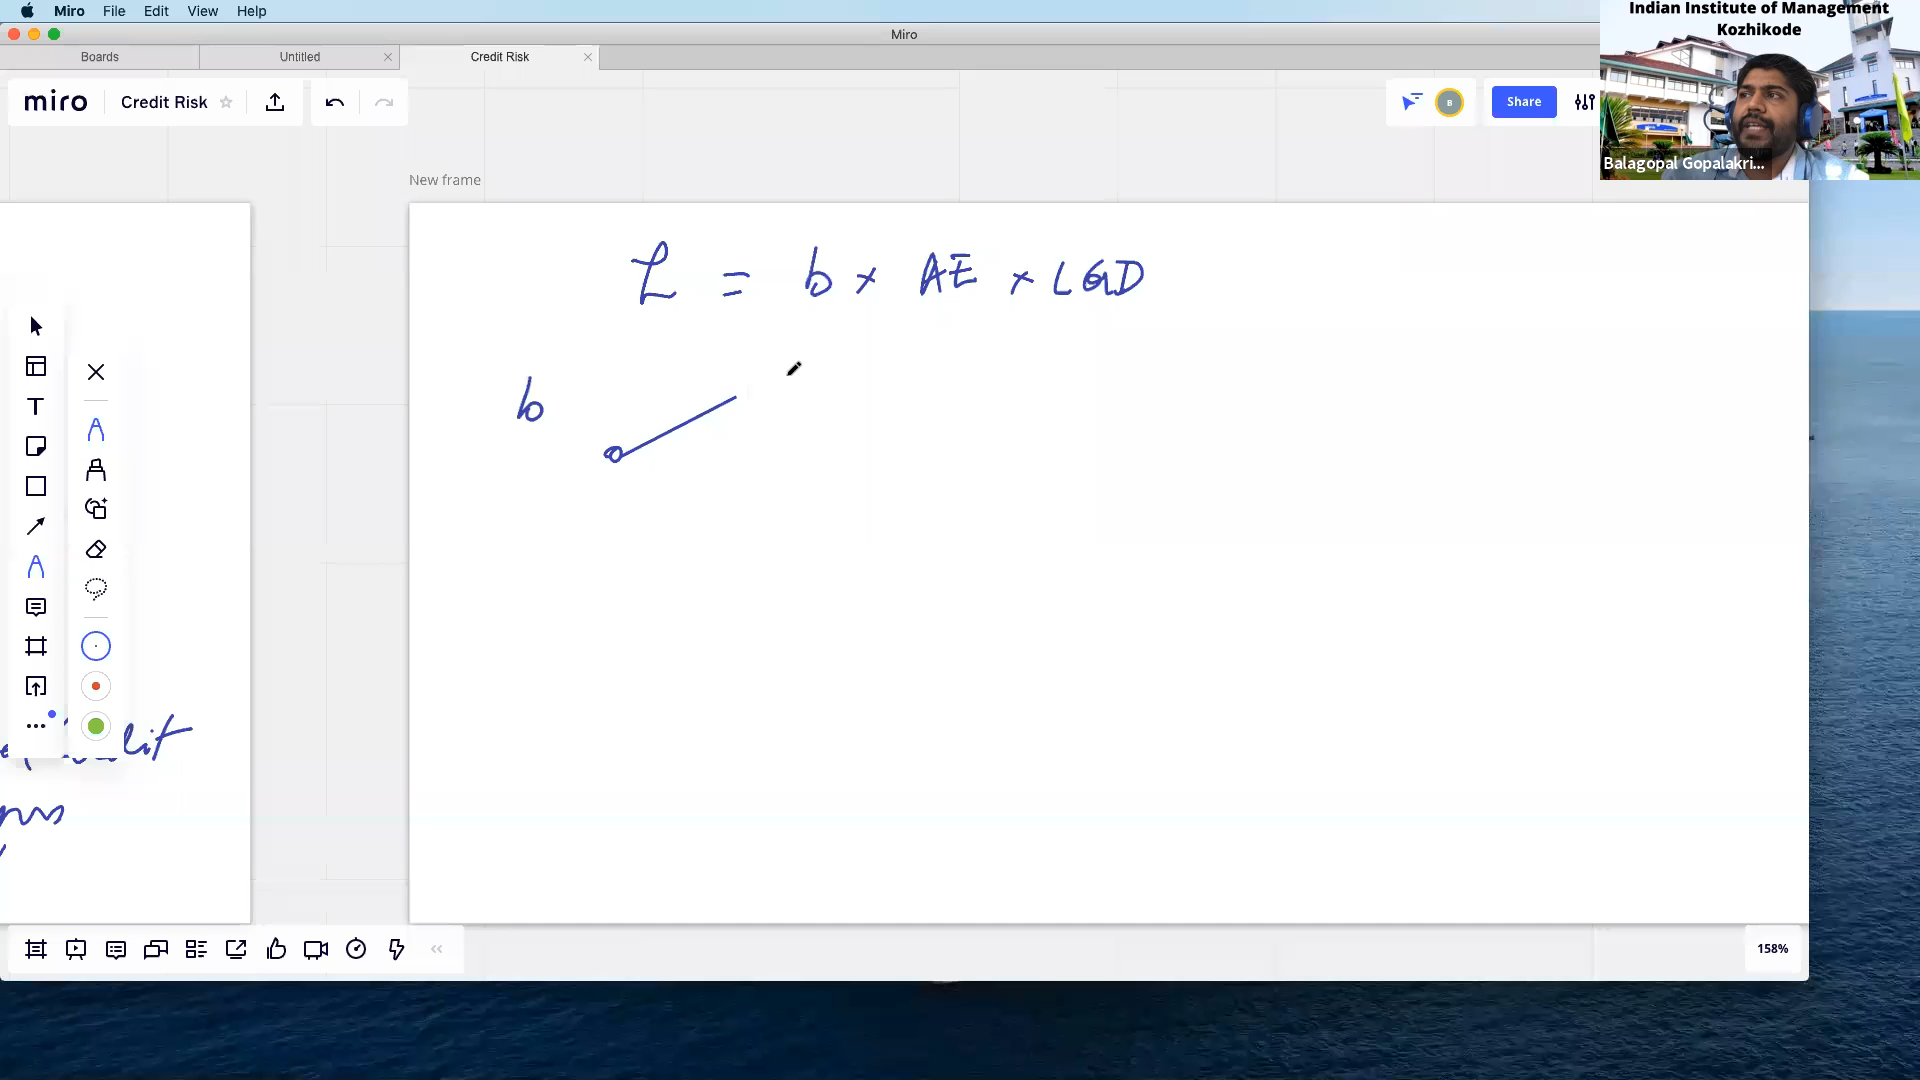 Miro File Edit View Help
Miro
Boards Untitled Credit Risk
miro Credit Risk
B Share
Indian Institute of Management
Kozhikode
Balagopal Gopalakri...
New frame
L = b × AE × LGD
b
158%